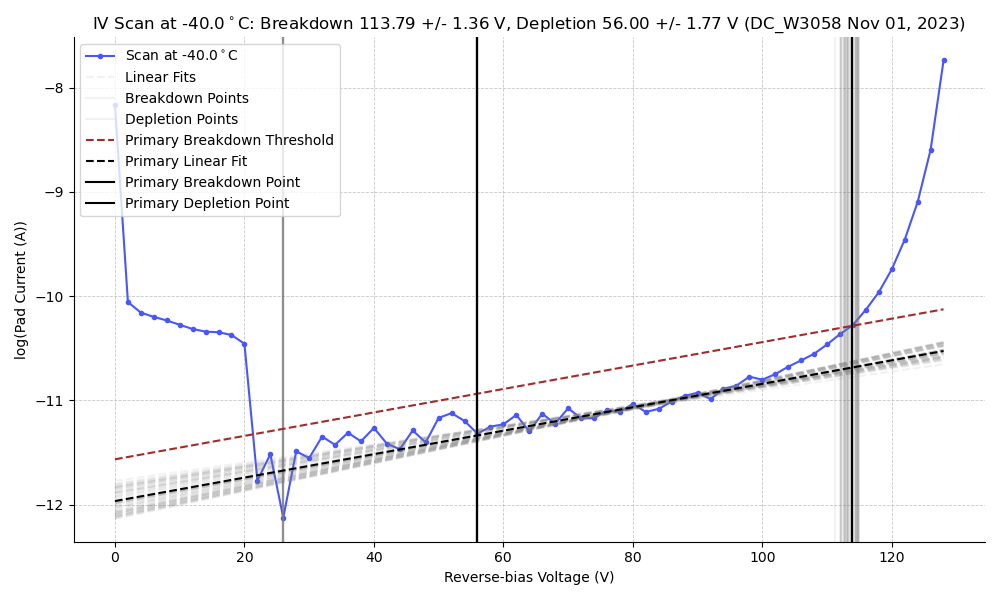 IV Scan at -40.0°C: Breakdown 113.79 +/- 1.36 V, Depletion 56.00 +/- 1.77 V (DC_W3058 Nov 01, 2023)
Scan at -40.0°C
Linear Fits
Breakdown Points
Depletion Points
Primary Breakdown Threshold
Primary Linear Fit
Primary Breakdown Point
Primary Depletion Point
log(Pad Current (A))
−8
−9
−10
−11
−12
0 20 40 60 80 100 120
Reverse-bias Voltage (V)